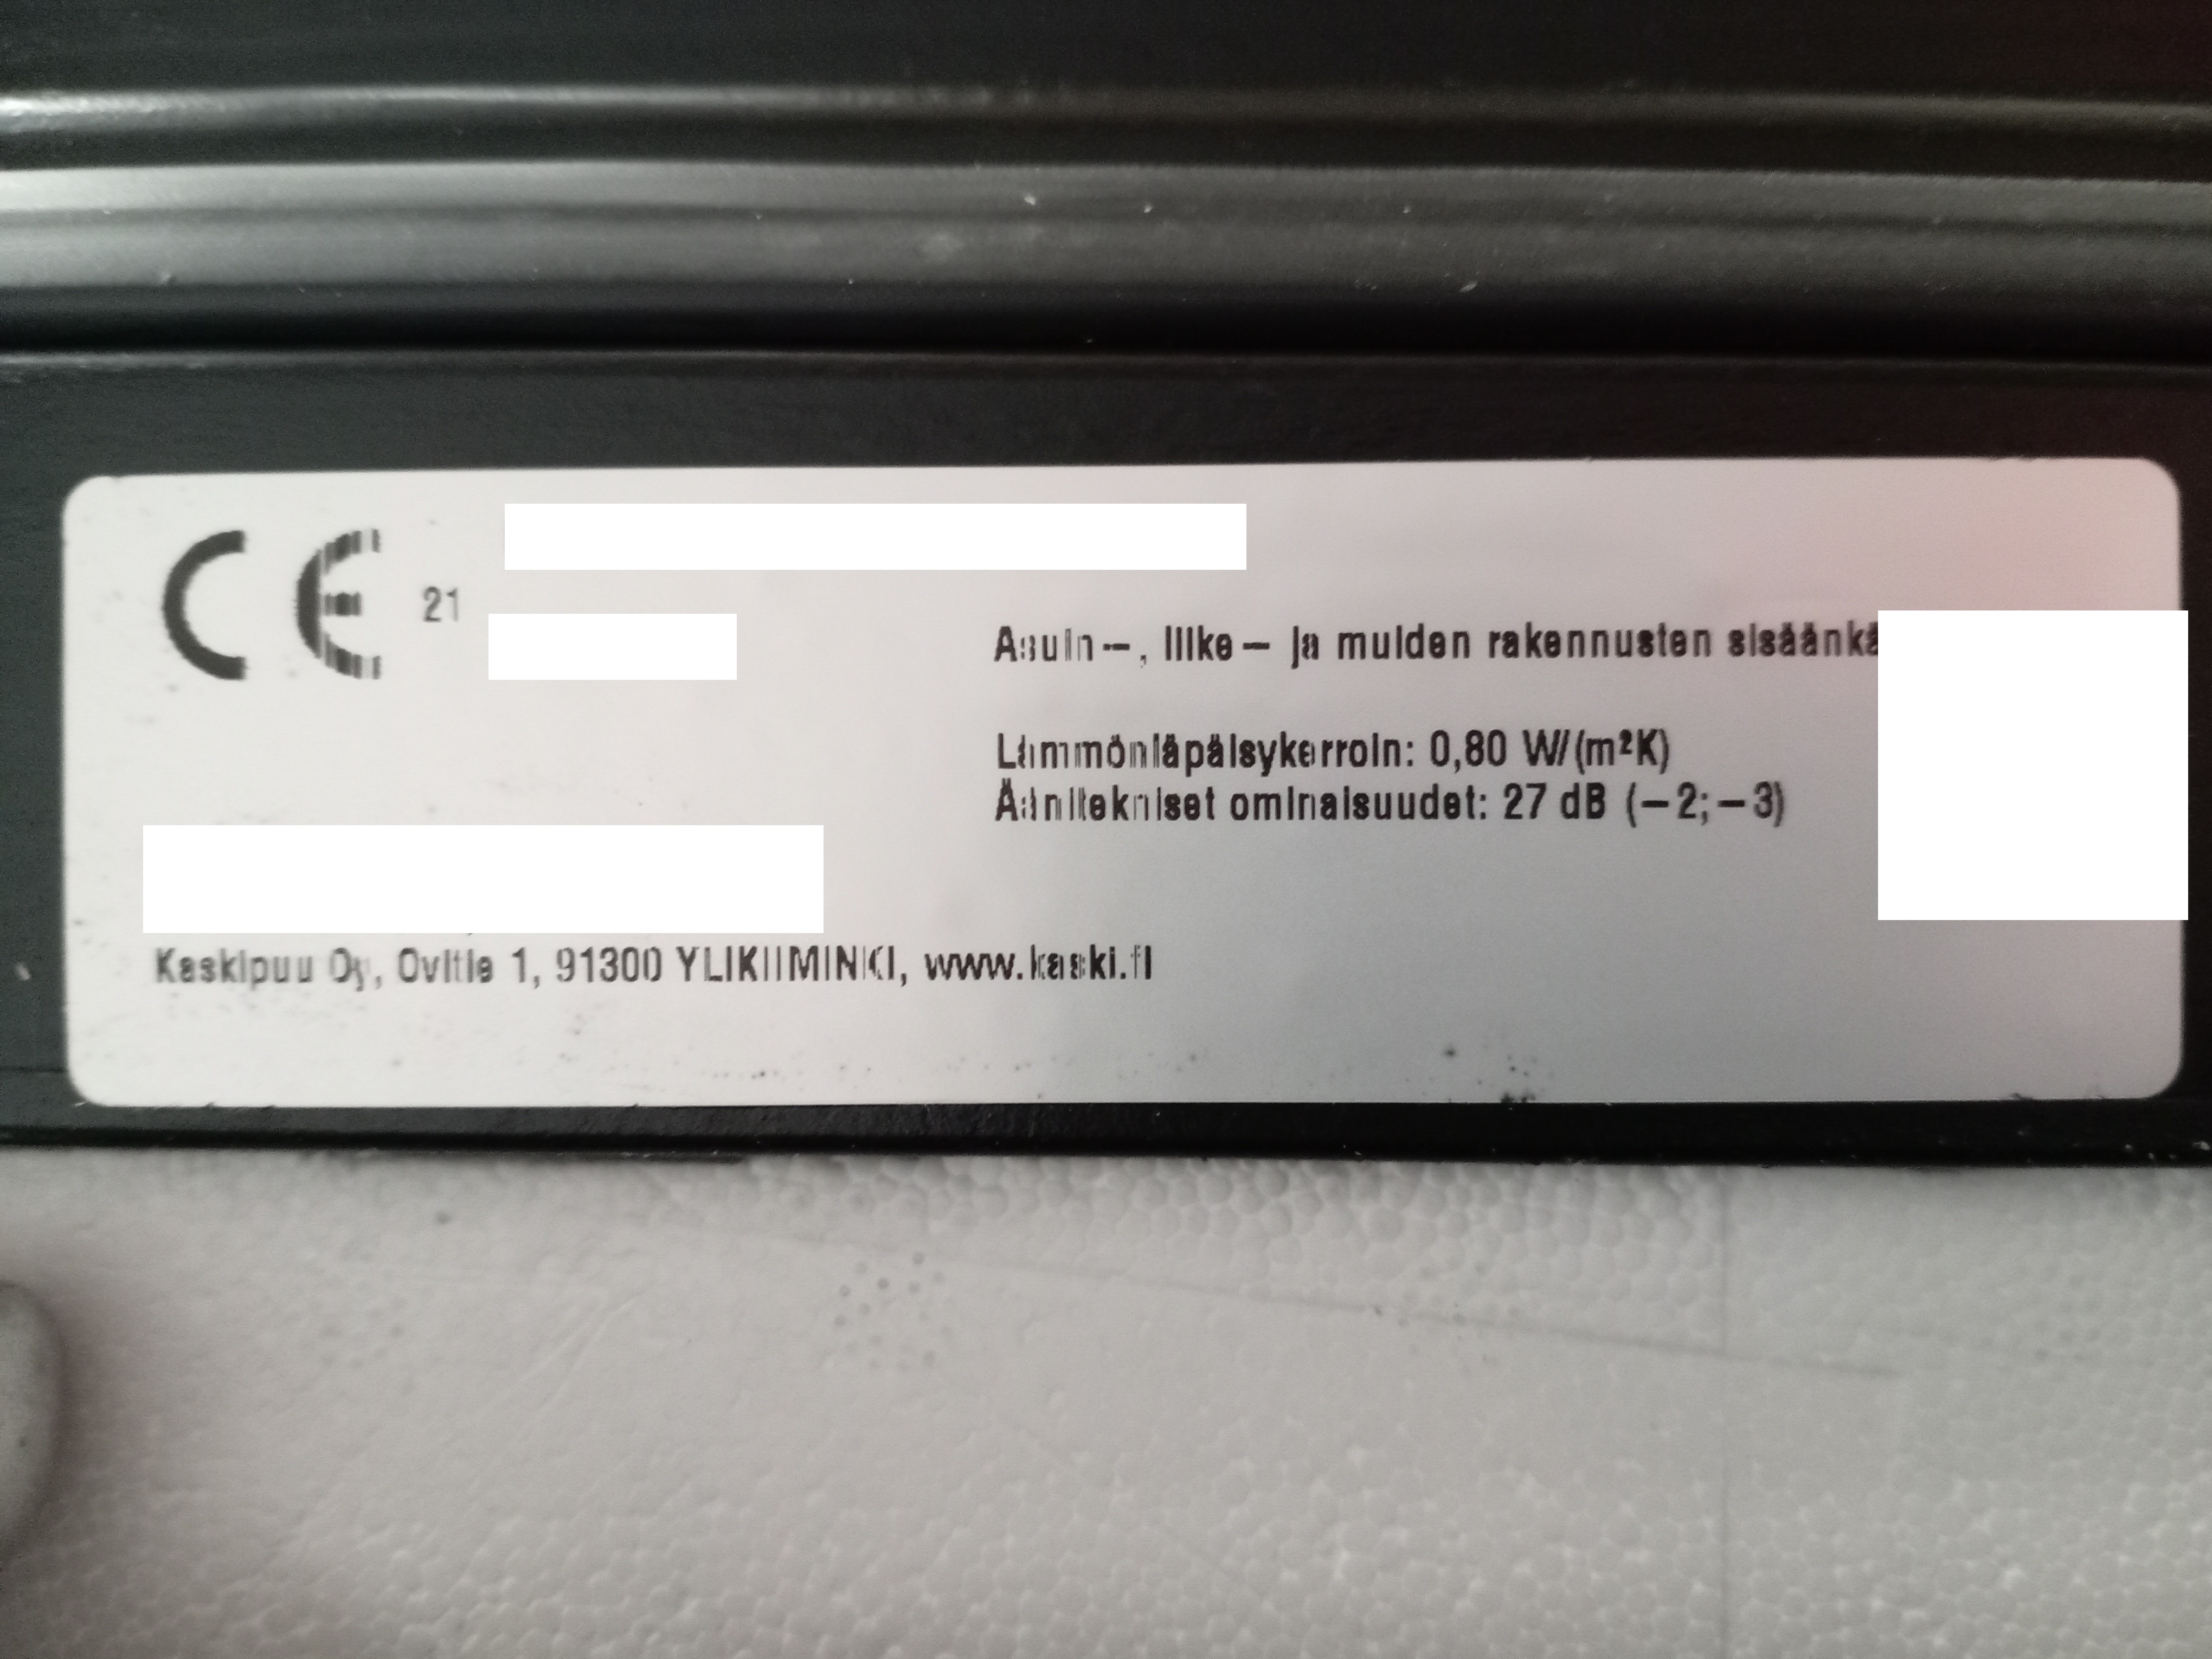 CE 21
Asuin-, liike- ja muiden rakennusten sisäänkä
Lämmönläpäisykerroin: 0,80 W/(m²K)
Äänitekniset ominaisuudet: 27 dB (-2;-3)
Kaskipuu Oy, Ovitie 1, 91300 YLIKIIMINKI, www.kaski.fi